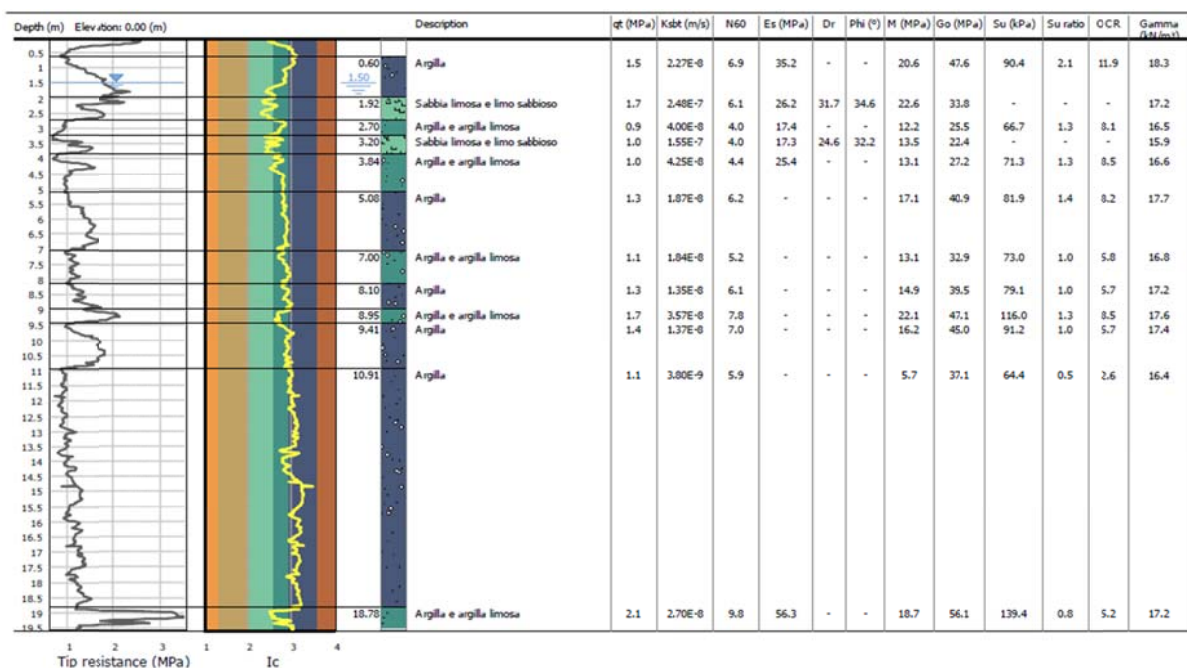 Depth (m) Elevation: 0.00 (m) Description qt (MPa) Ksbt (m/s) N60 Es (MPa) Dr Phi (°) M (MPa) Go (MPa) Su (kPa) Su ratio OCR Gamma (kN/m³)
0.5
0.60 Argilla 1.5 2.27E-8 6.9 35.2 - - 20.6 47.6 90.4 2.1 11.9 18.3
1
1.5 1.50
2 1.92 Sabbia limosa e limo sabbioso 1.7 2.48E-7 6.1 26.2 31.7 34.6 22.6 33.8 - - - 17.2
2.5
2.70 Argilla e argilla limosa 0.9 4.00E-8 4.0 17.4 - - 12.2 25.5 66.7 1.3 8.1 16.5
3
3.20 Sabbia limosa e limo sabbioso 1.0 1.55E-7 4.0 17.3 24.6 32.2 13.5 22.4 - - - 15.9
3.5
3.84 Argilla e argilla limosa 1.0 4.25E-8 4.4 25.4 - - 13.1 27.2 71.3 1.3 8.5 16.6
4
4.5
5
5.08 Argilla 1.3 1.87E-8 6.2 - - - 17.1 40.9 81.9 1.4 8.2 17.7
5.5
6
6.5
7
7.00 Argilla e argilla limosa 1.1 1.84E-8 5.2 - - - 13.1 32.9 73.0 1.0 5.8 16.8
7.5
8
8.10 Argilla 1.3 1.35E-8 6.1 - - - 14.9 39.5 79.1 1.0 5.7 17.2
8.5
9
8.95 Argilla e argilla limosa 1.7 3.57E-8 7.8 - - - 22.1 47.1 116.0 1.3 8.5 17.6
9.5
9.41 Argilla 1.4 1.37E-8 7.0 - - - 16.2 45.0 91.2 1.0 5.7 17.4
10
10.5
11
10.91 Argilla 1.1 3.80E-9 5.9 - - - 5.7 37.1 64.4 0.5 2.6 16.4
11.5
12
12.5
13
13.5
14
14.5
15
15.5
16
16.5
17
17.5
18
18.5
19
18.78 Argilla e argilla limosa 2.1 2.70E-8 9.8 56.3 - - 18.7 56.1 139.4 0.8 5.2 17.2
19.5
1 2 3 1 2 3 4
Tip resistance (MPa) Ic